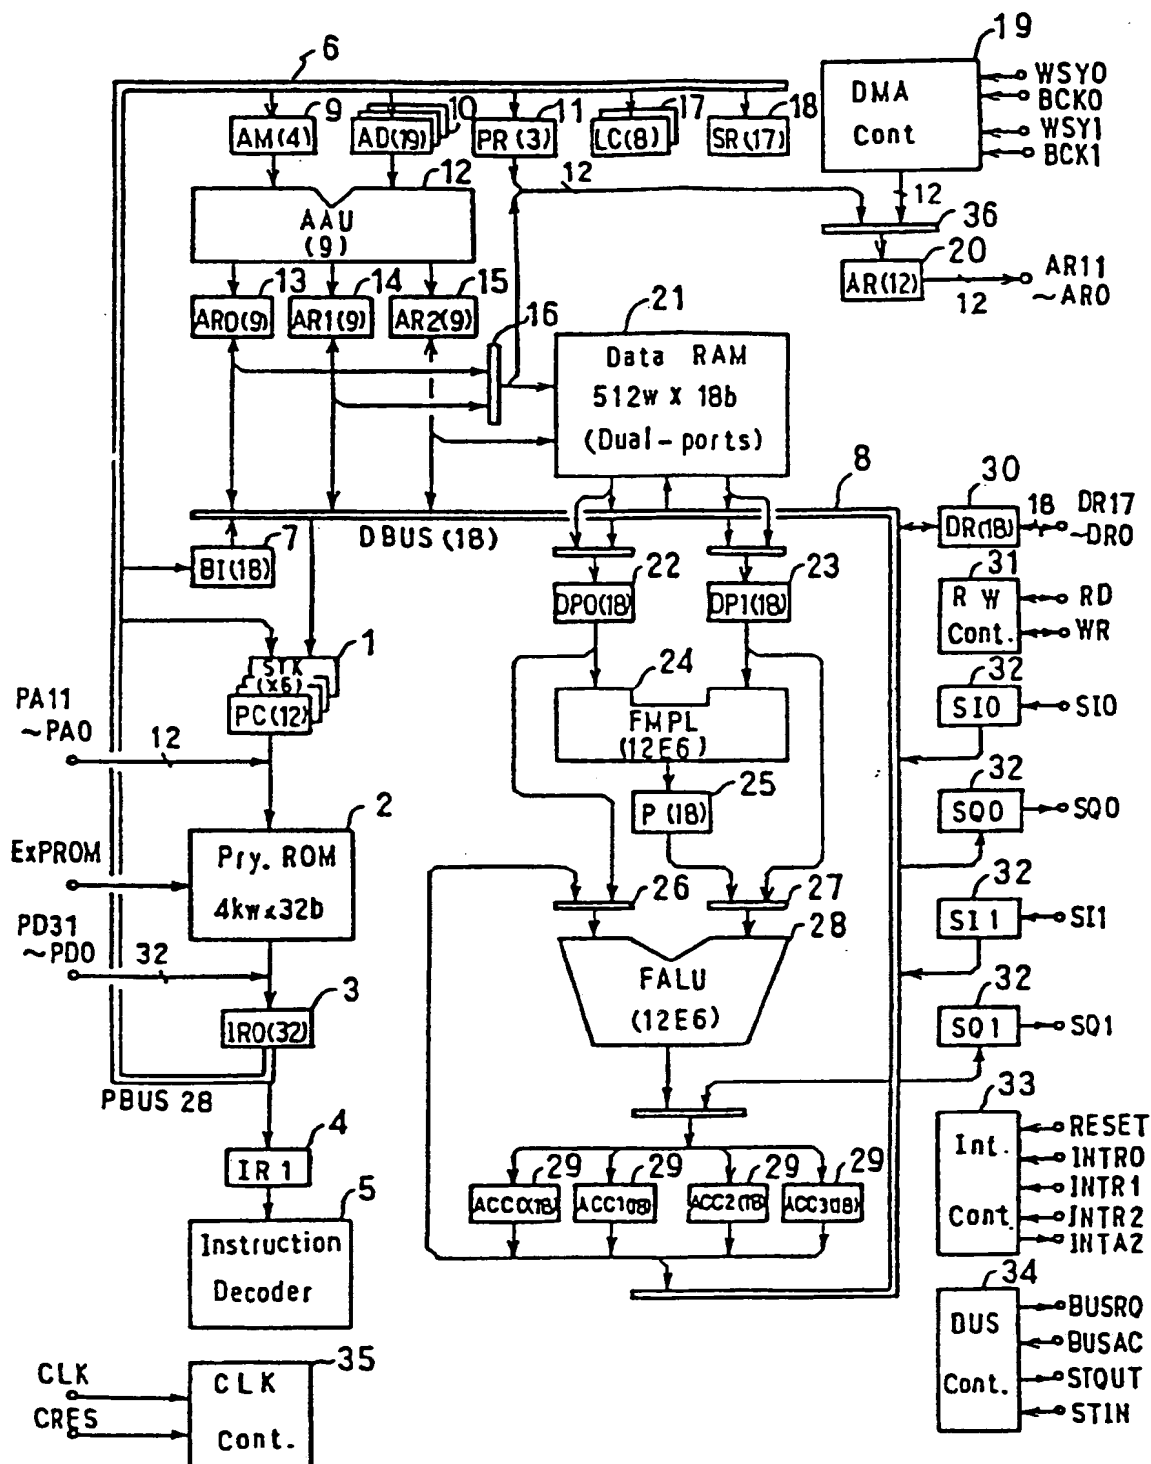 6
19
DMA
Cont
WSY0
BCK0
WSY1
BCK1
9
10
11
17
18
AM(4)
AD(19)
PR(3)
LC(8)
SR(17)
12
12
12
36
AAU
(9)
20
AR(12)
12
AR11
~AR0
13
14
15
16
21
AR0(9)
AR1(9)
AR2(9)
Data RAM
512w X 18b
(Dual-ports)
8
30
DBUS (18)
DR(18)
18
DR17
~DR0
7
BI(18)
22
23
DP0(18)
DP1(18)
31
R W
Cont.
RD
WR
1
STK
(x6)
PC(12)
24
FMPL
(12E6)
32
SI0
SI0
PA11
~PA0
12
25
P(18)
32
SQ0
SQ0
2
ExPROM
Pry. ROM
4kw x 32b
26
27
32
SI1
SI1
PD31
~PD0
32
28
FALU
(12E6)
3
IR0(32)
32
SQ1
SQ1
PBUS 28
4
IR1
33
Int.
Cont
RESET
INTR0
INTR1
INTR2
INTA2
29
29
29
29
ACC0(18)
ACC1(18)
ACC2(18)
ACC3(18)
5
Instruction
Decoder
34
BUS
Cont.
BUSRQ
BUSAC
STOUT
STIN
35
CLK
CRES
CLK
Cont.